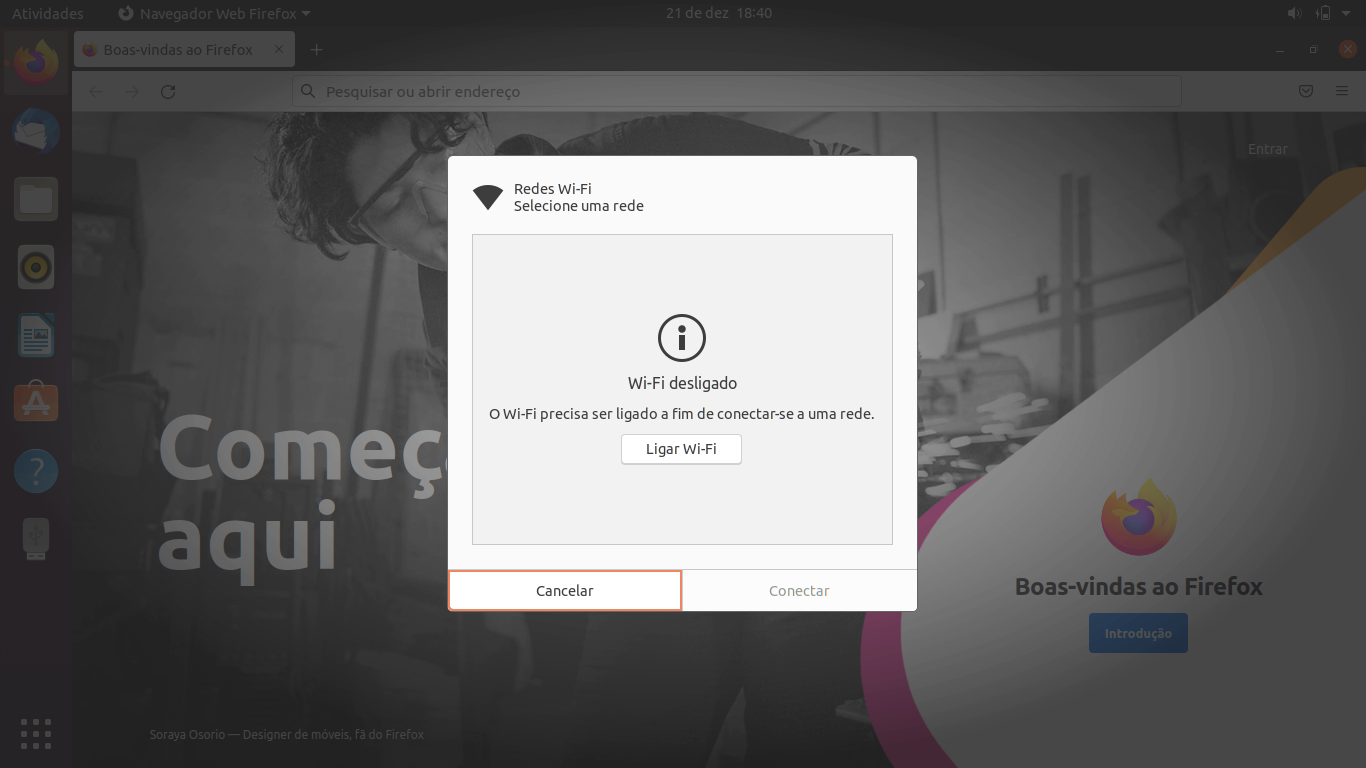 Atividades
Navegador Web Firefox
21 de dez 18:40
Boas-vindas ao Firefox
Pesquisar ou abrir endereço
Entrar
Redes Wi-Fi
Selecione uma rede
Wi-Fi desligado
O Wi-Fi precisa ser ligado a fim de conectar-se a uma rede.
Ligar Wi-Fi
Cancelar
Conectar
aqui
Boas-vindas ao Firefox
Introdução
Soraya Osorio — Designer de móveis, fã do Firefox